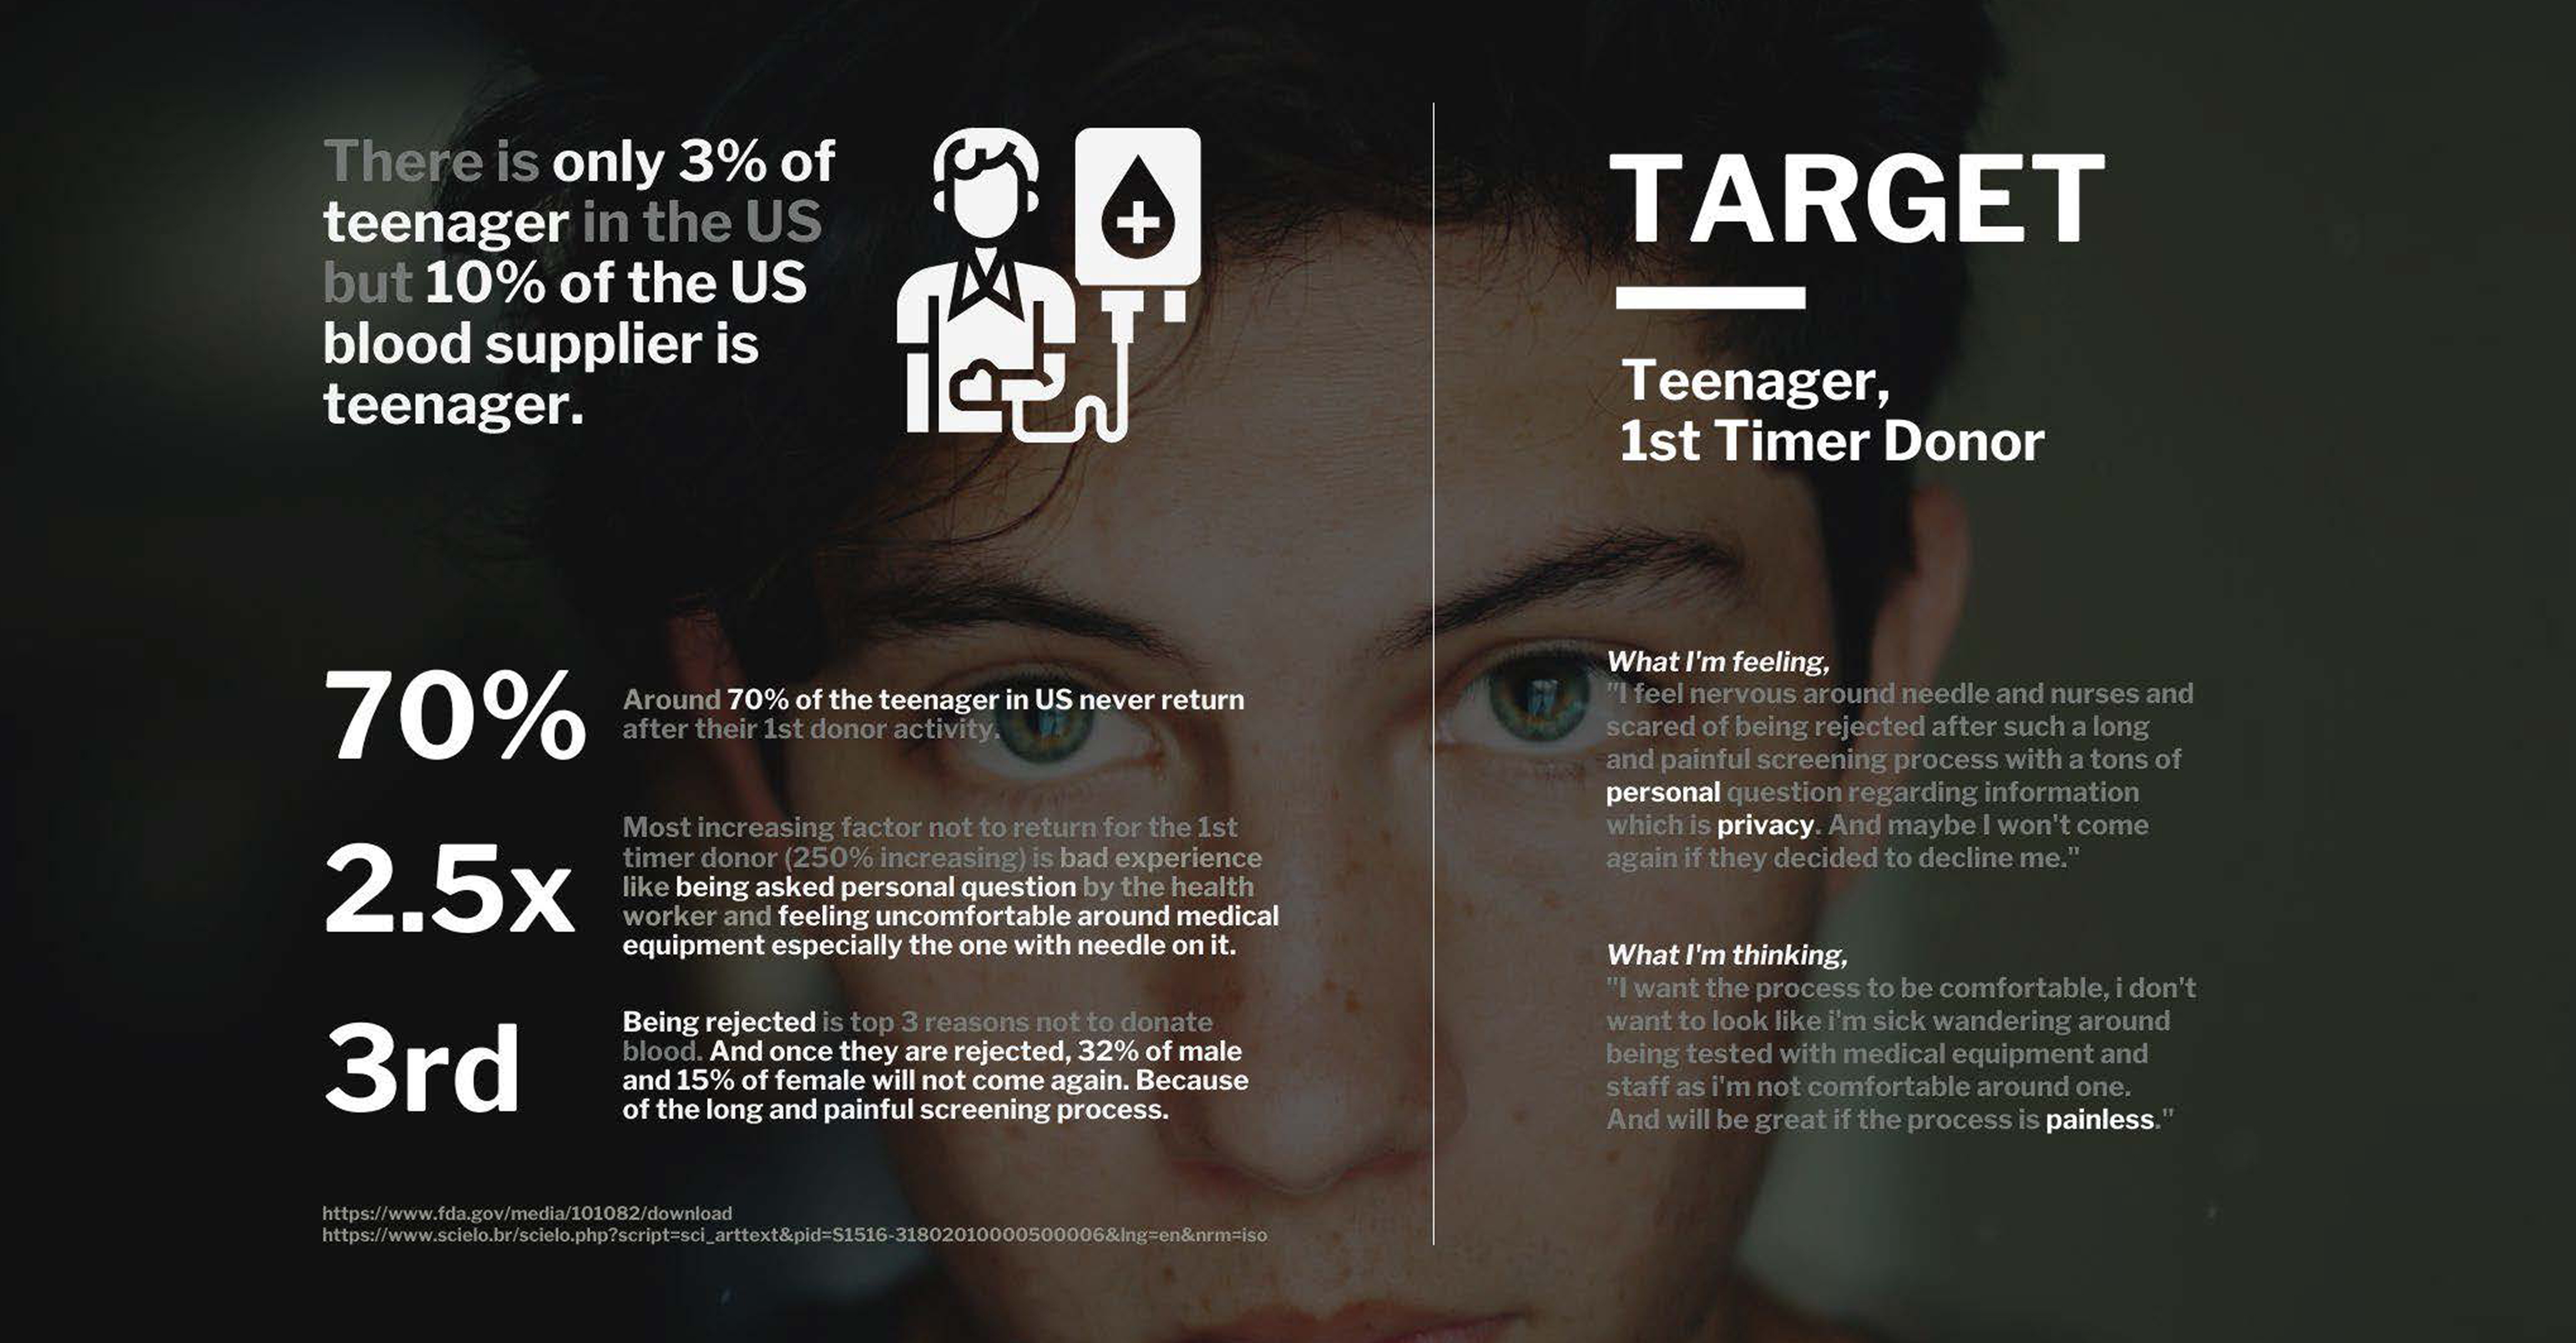 There is only 3% of
teenager in the US
but 10% of the US
blood supplier is
teenager.
70%
Around 70% of the teenager in US never return
after their 1st donor activity.
2.5x
Most increasing factor not to return for the 1st
timer donor (250% increasing) is bad experience
like being asked personal question by the health
worker and feeling uncomfortable around medical
equipment especially the one with needle on it.
3rd
Being rejected is top 3 reasons not to donate
blood. And once they are rejected, 32% of male
and 15% of female will not come again. Because
of the long and painful screening process.
https://www.fda.gov/media/101082/download
https://www.scielo.br/scielo.php?script=sci_arttext&pid=S1516-31802010000500006&lng=en&nrm=iso
TARGET
Teenager,
1st Timer Donor
What I'm feeling,
"I feel nervous around needle and nurses and
scared of being rejected after such a long
and painful screening process with a tons of
personal question regarding information
which is privacy. And maybe I won't come
again if they decided to decline me."
What I'm thinking,
"I want the process to be comfortable, i don't
want to look like i'm sick wandering around
being tested with medical equipment and
staff as i'm not comfortable around one.
And will be great if the process is painless."